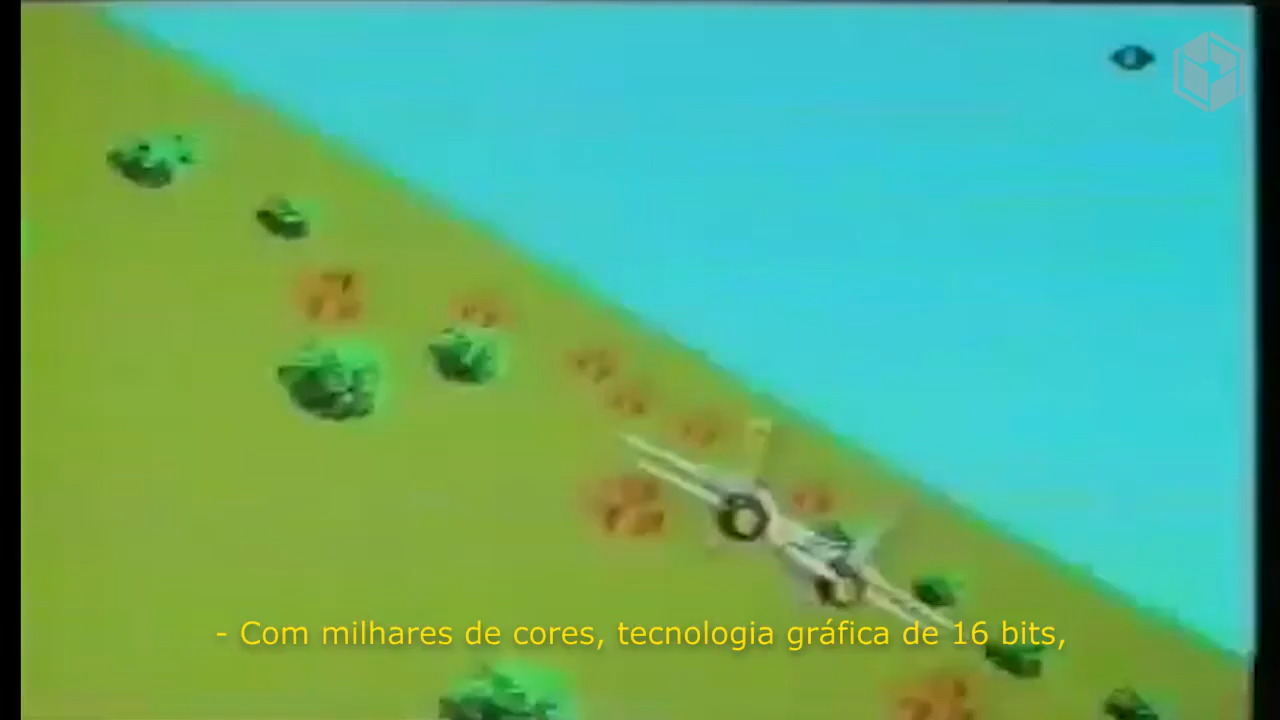 - Com milhares de cores, tecnologia gráfica de 16 bits,